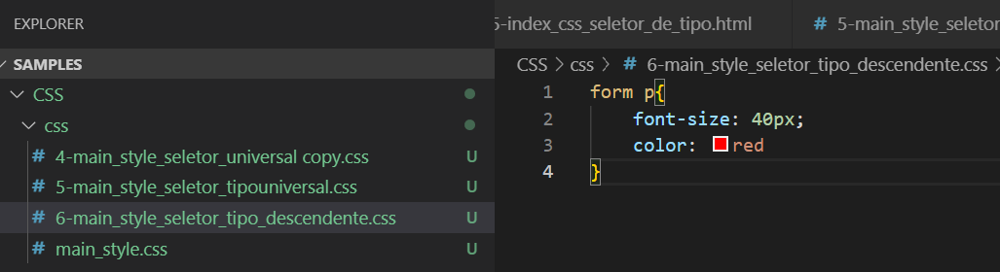 EXPLORER
SAMPLES
CSS
css
# 4-main_style_seletor_universal copy.css U
# 5-main_style_seletor_tipouniversal.css U
# 6-main_style_seletor_tipo_descendente.css U
# main_style.css U
5-index_css_seletor_de_tipo.html # 5-main_style_seletor
CSS > css > # 6-main_style_seletor_tipo_descendente.css >
1 form p{
2 font-size: 40px;
3 color: red
4 }